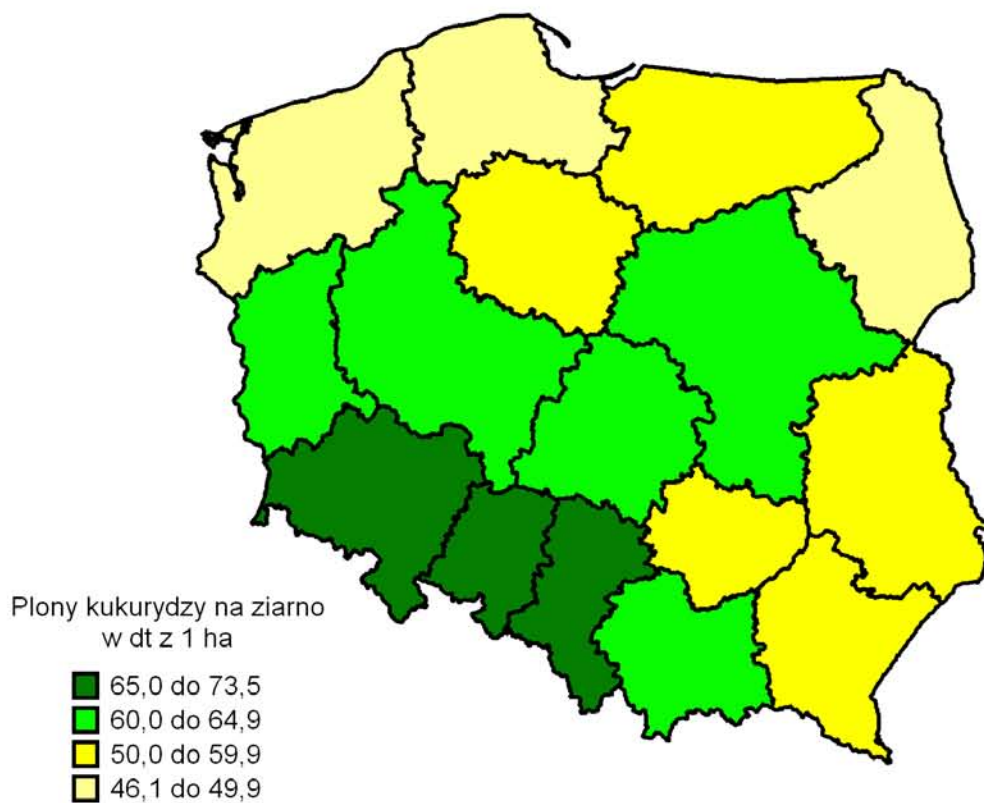 Plony kukurydzy na ziarno
w dt z 1 ha
65,0 do 73,5
60,0 do 64,9
50,0 do 59,9
46,1 do 49,9